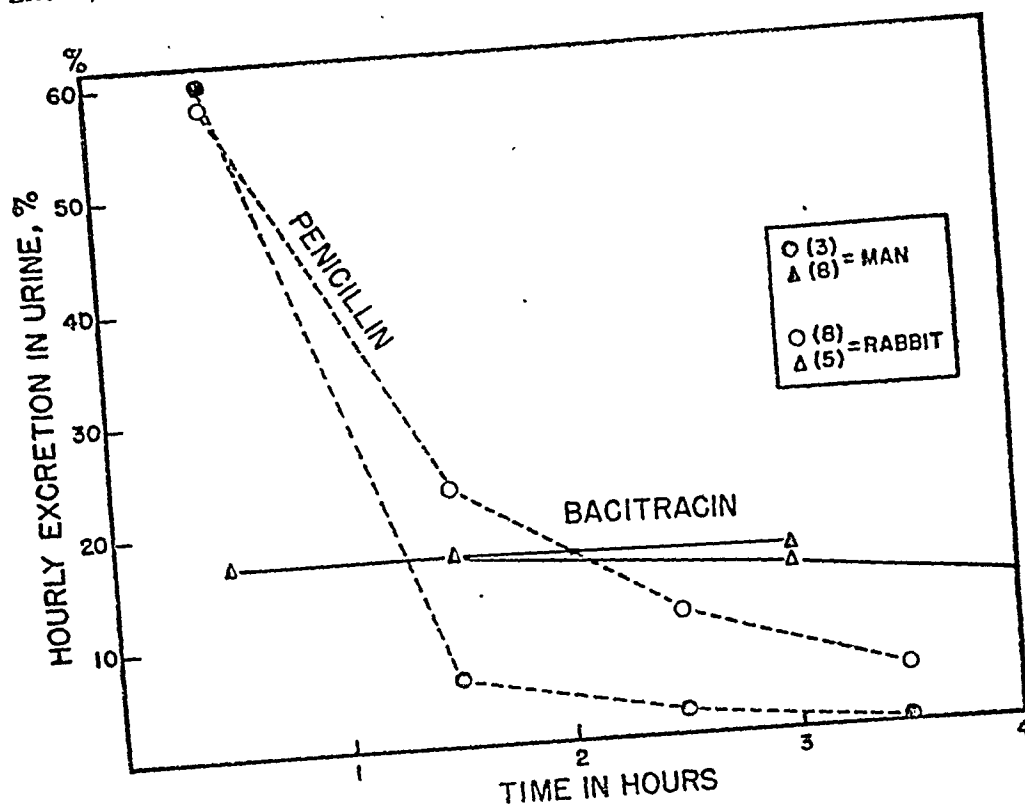 %
60
50
40
30
20
10
HOURLY EXCRETION IN URINE, %
PENICILLIN
BACITRACIN
(3)
(8) = MAN
(8)
(5) = RABBIT
1
2
3
4
TIME IN HOURS